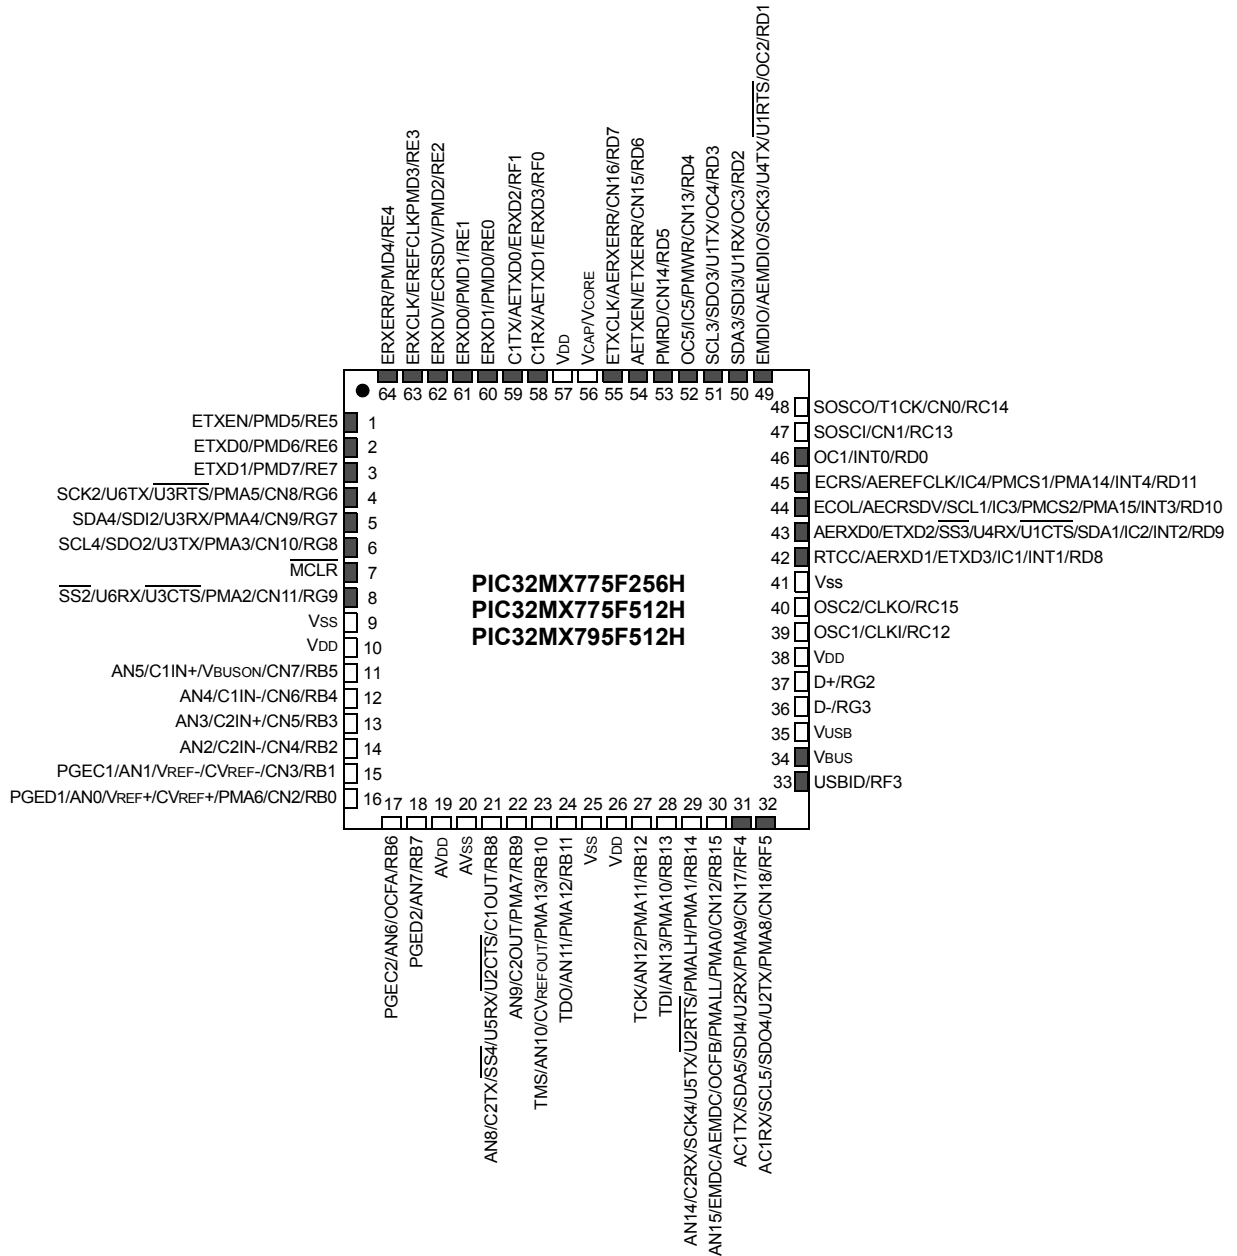 ERXERR/PMD4/RE4
ERXCLK/EREFCLKPMD3/RE3
ERXDV/ECRSDV/PMD2/RE2
ERXD0/PMD1/RE1
ERXD1/PMD0/RE0
C1TX/AETXD0/ERXD2/RF1
C1RX/AETXD1/ERXD3/RF0
VDD
VCAP/VCORE
ETXCLK/AERXERR/CN16/RD7
AETXEN/ETXERR/CN15/RD6
PMRD/CN14/RD5
OC5/IC5/PMWR/CN13/RD4
SCL3/SDO3/U1TX/OC4/RD3
SDA3/SDI3/U1RX/OC3/RD2
EMDIO/AEMDIO/SCK3/U4TX/U1RTS/OC2/RD1
64 63 62 61 60 59 58 57 56 55 54 53 52 51 50 49
ETXEN/PMD5/RE5 1
ETXD0/PMD6/RE6 2
ETXD1/PMD7/RE7 3
SCK2/U6TX/U3RTS/PMA5/CN8/RG6 4
SDA4/SDI2/U3RX/PMA4/CN9/RG7 5
SCL4/SDO2/U3TX/PMA3/CN10/RG8 6
MCLR 7
SS2/U6RX/U3CTS/PMA2/CN11/RG9 8
VSS 9
VDD 10
AN5/C1IN+/VBUSON/CN7/RB5 11
AN4/C1IN-/CN6/RB4 12
AN3/C2IN+/CN5/RB3 13
AN2/C2IN-/CN4/RB2 14
PGEC1/AN1/VREF-/CVREF-/CN3/RB1 15
PGED1/AN0/VREF+/CVREF+/PMA6/CN2/RB0 16
PIC32MX775F256H
PIC32MX775F512H
PIC32MX795F512H
48 SOSCO/T1CK/CN0/RC14
47 SOSCI/CN1/RC13
46 OC1/INT0/RD0
45 ECRS/AEREFCLK/IC4/PMCS1/PMA14/INT4/RD11
44 ECOL/AECRSDV/SCL1/IC3/PMCS2/PMA15/INT3/RD10
43 AERXD0/ETXD2/SS3/U4RX/U1CTS/SDA1/IC2/INT2/RD9
42 RTCC/AERXD1/ETXD3/IC1/INT1/RD8
41 Vss
40 OSC2/CLKO/RC15
39 OSC1/CLKI/RC12
38 VDD
37 D+/RG2
36 D-/RG3
35 VUSB
34 VBUS
33 USBID/RF3
17 18 19 20 21 22 23 24 25 26 27 28 29 30 31 32
PGEC2/AN6/OCFA/RB6
PGED2/AN7/RB7
AVDD
AVSS
AN8/C2TX/SS4/U5RX/U2CTS/C1OUT/RB8
AN9/C2OUT/PMA7/RB9
TMS/AN10/CVREFOUT/PMA13/RB10
TDO/AN11/PMA12/RB11
VSS
VDD
TCK/AN12/PMA11/RB12
TDI/AN13/PMA10/RB13
AN14/C2RX/SCK4/U5TX/U2RTS/PMALH/PMA1/RB14
AN15/EMDC/AEMDC/OCFB/PMALL/PMA0/CN12/RB15
AC1TX/SDA5/SDI4/U2RX/PMA9/CN17/RF4
AC1RX/SCL5/SDO4/U2TX/PMA8/CN18/RF5